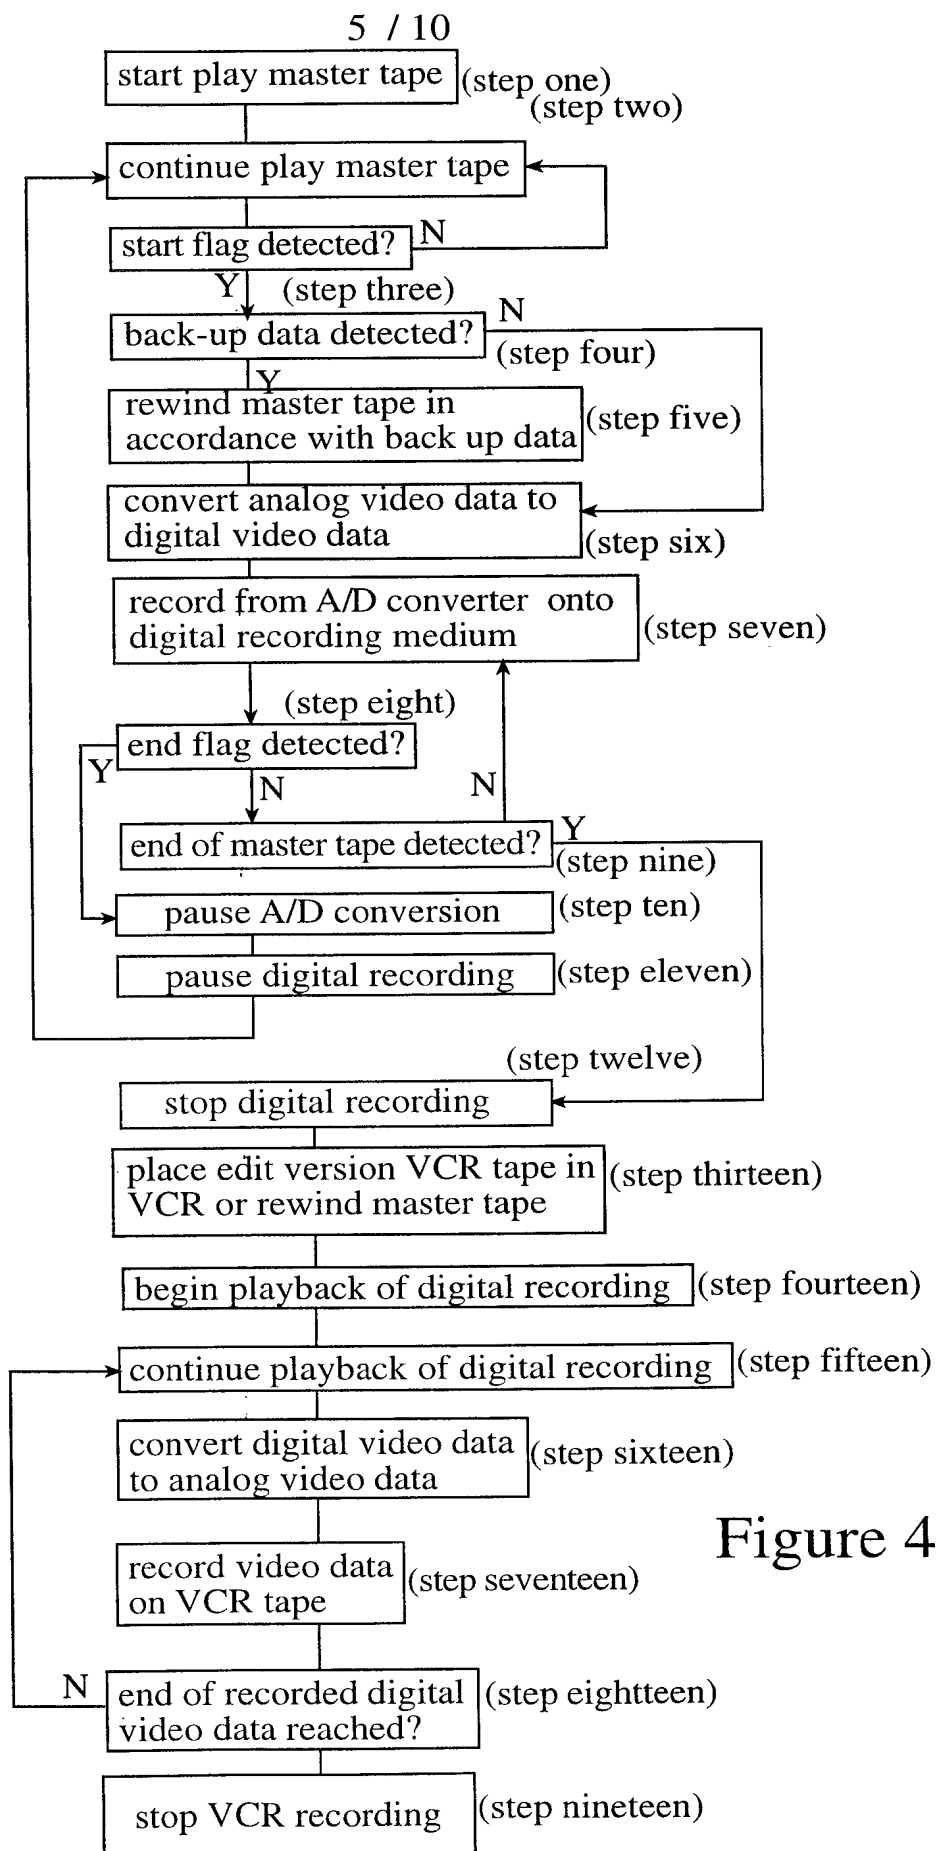 5 / 10
start play master tape (step one)
(step two)
continue play master tape
start flag detected? N
Y (step three)
back-up data detected? N
(step four)
Y
rewind master tape in
accordance with back up data (step five)
convert analog video data to
digital video data (step six)
record from A/D converter onto
digital recording medium (step seven)
(step eight)
end flag detected?
Y N N
end of master tape detected? Y
(step nine)
pause A/D conversion (step ten)
pause digital recording (step eleven)
(step twelve)
stop digital recording
place edit version VCR tape in
VCR or rewind master tape (step thirteen)
begin playback of digital recording (step fourteen)
continue playback of digital recording (step fifteen)
convert digital video data
to analog video data (step sixteen)
Figure 4
record video data
on VCR tape (step seventeen)
N end of recorded digital (step eightteen)
video data reached?
stop VCR recording (step nineteen)